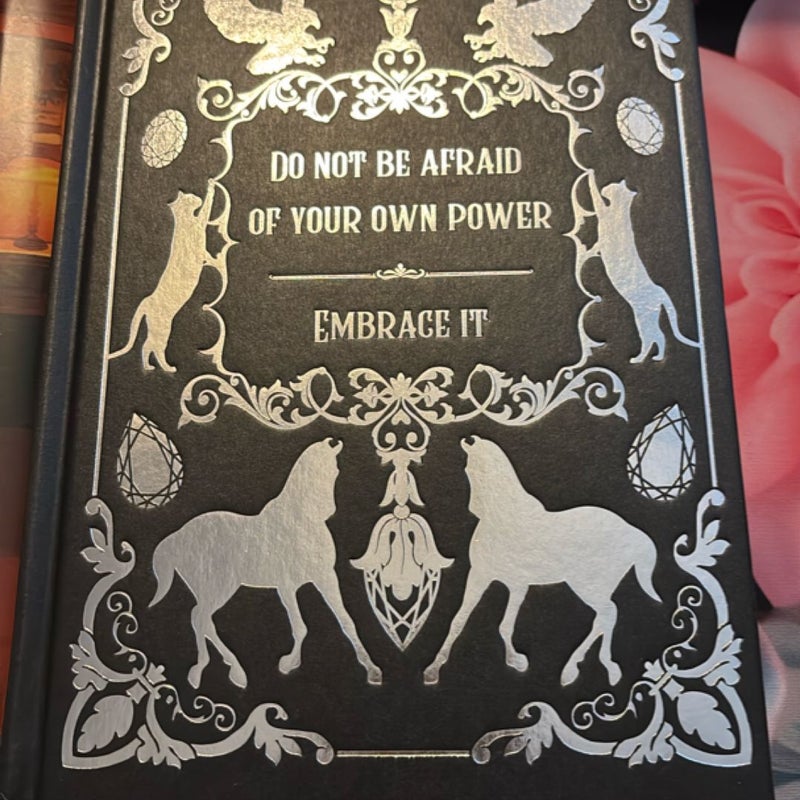 DO NOT BE AFRAID
OF YOUR OWN POWER
EMBRACE IT